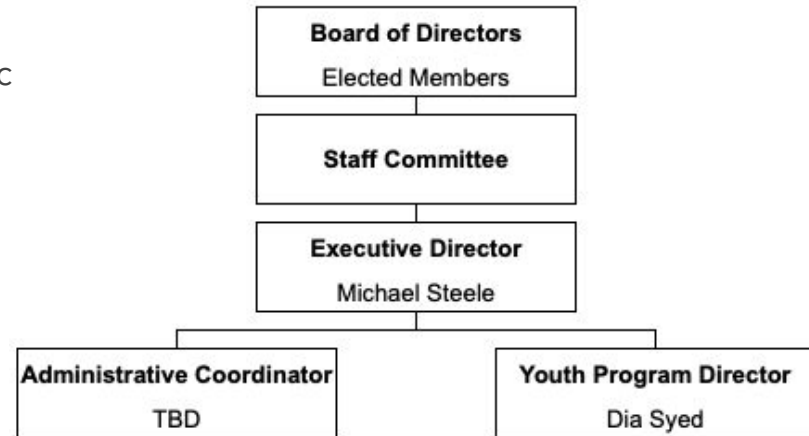 Board of Directors
Elected Members
c
Staff Committee
Executive Director
Michael Steele
Administrative Coordinator
TBD
Youth Program Director
Dia Syed